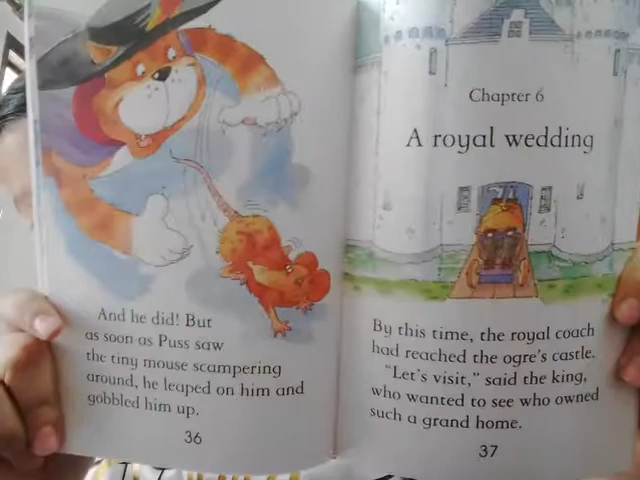 And he did! But
as soon as Puss saw
the tiny mouse scampering
around, he leaped on him and
gobbled him up.
36
Chapter 6
A royal wedding
By this time, the royal coach
had reached the ogre's castle.
"Let's visit," said the king,
who wanted to see who owned
such a grand home.
37